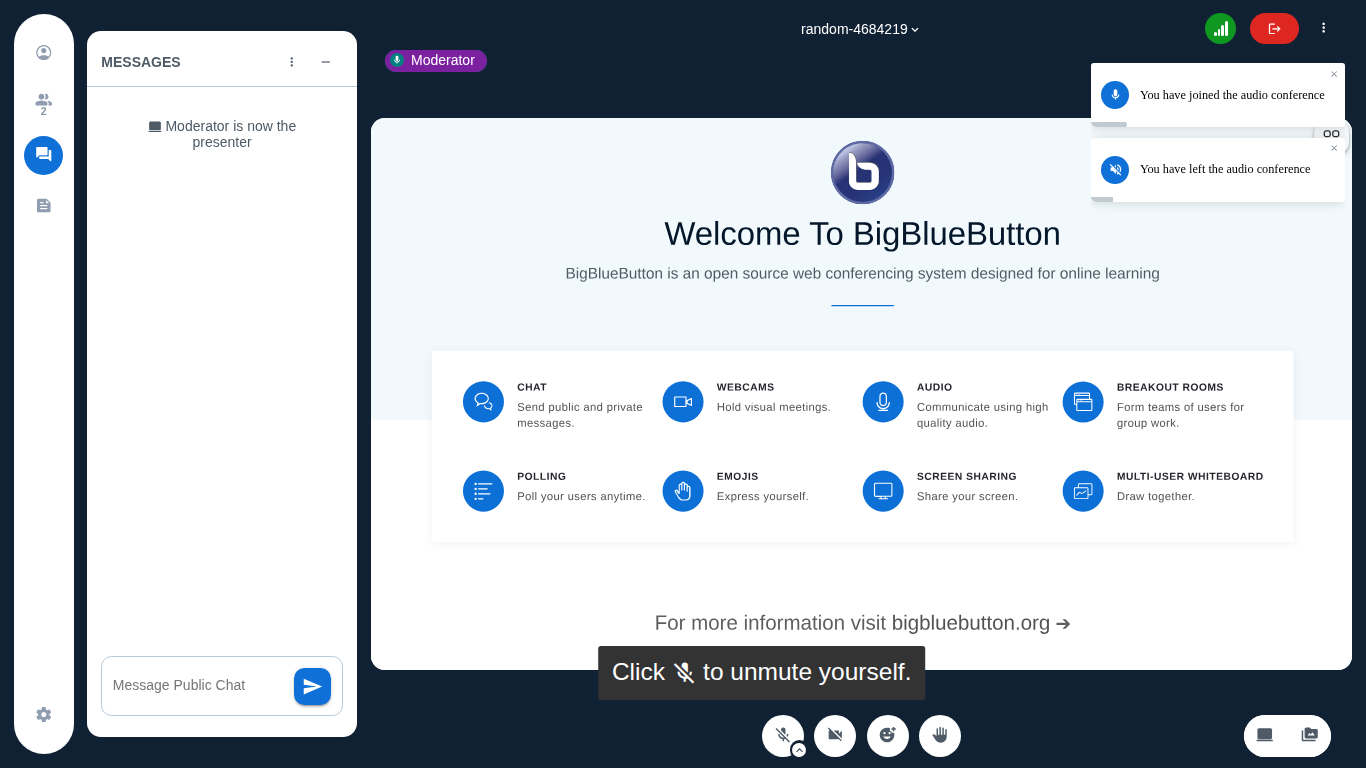 random-4684219
MESSAGES
Moderator
2
Moderator is now the
presenter
Message Public Chat
You have joined the audio conference
You have left the audio conference
Welcome To BigBlueButton
BigBlueButton is an open source web conferencing system designed for online learning
CHAT
Send public and private
messages.
WEBCAMS
Hold visual meetings.
AUDIO
Communicate using high
quality audio.
BREAKOUT ROOMS
Form teams of users for
group work.
POLLING
Poll your users anytime.
EMOJIS
Express yourself.
SCREEN SHARING
Share your screen.
MULTI-USER WHITEBOARD
Draw together.
For more information visit bigbluebutton.org ➔
Click to unmute yourself.